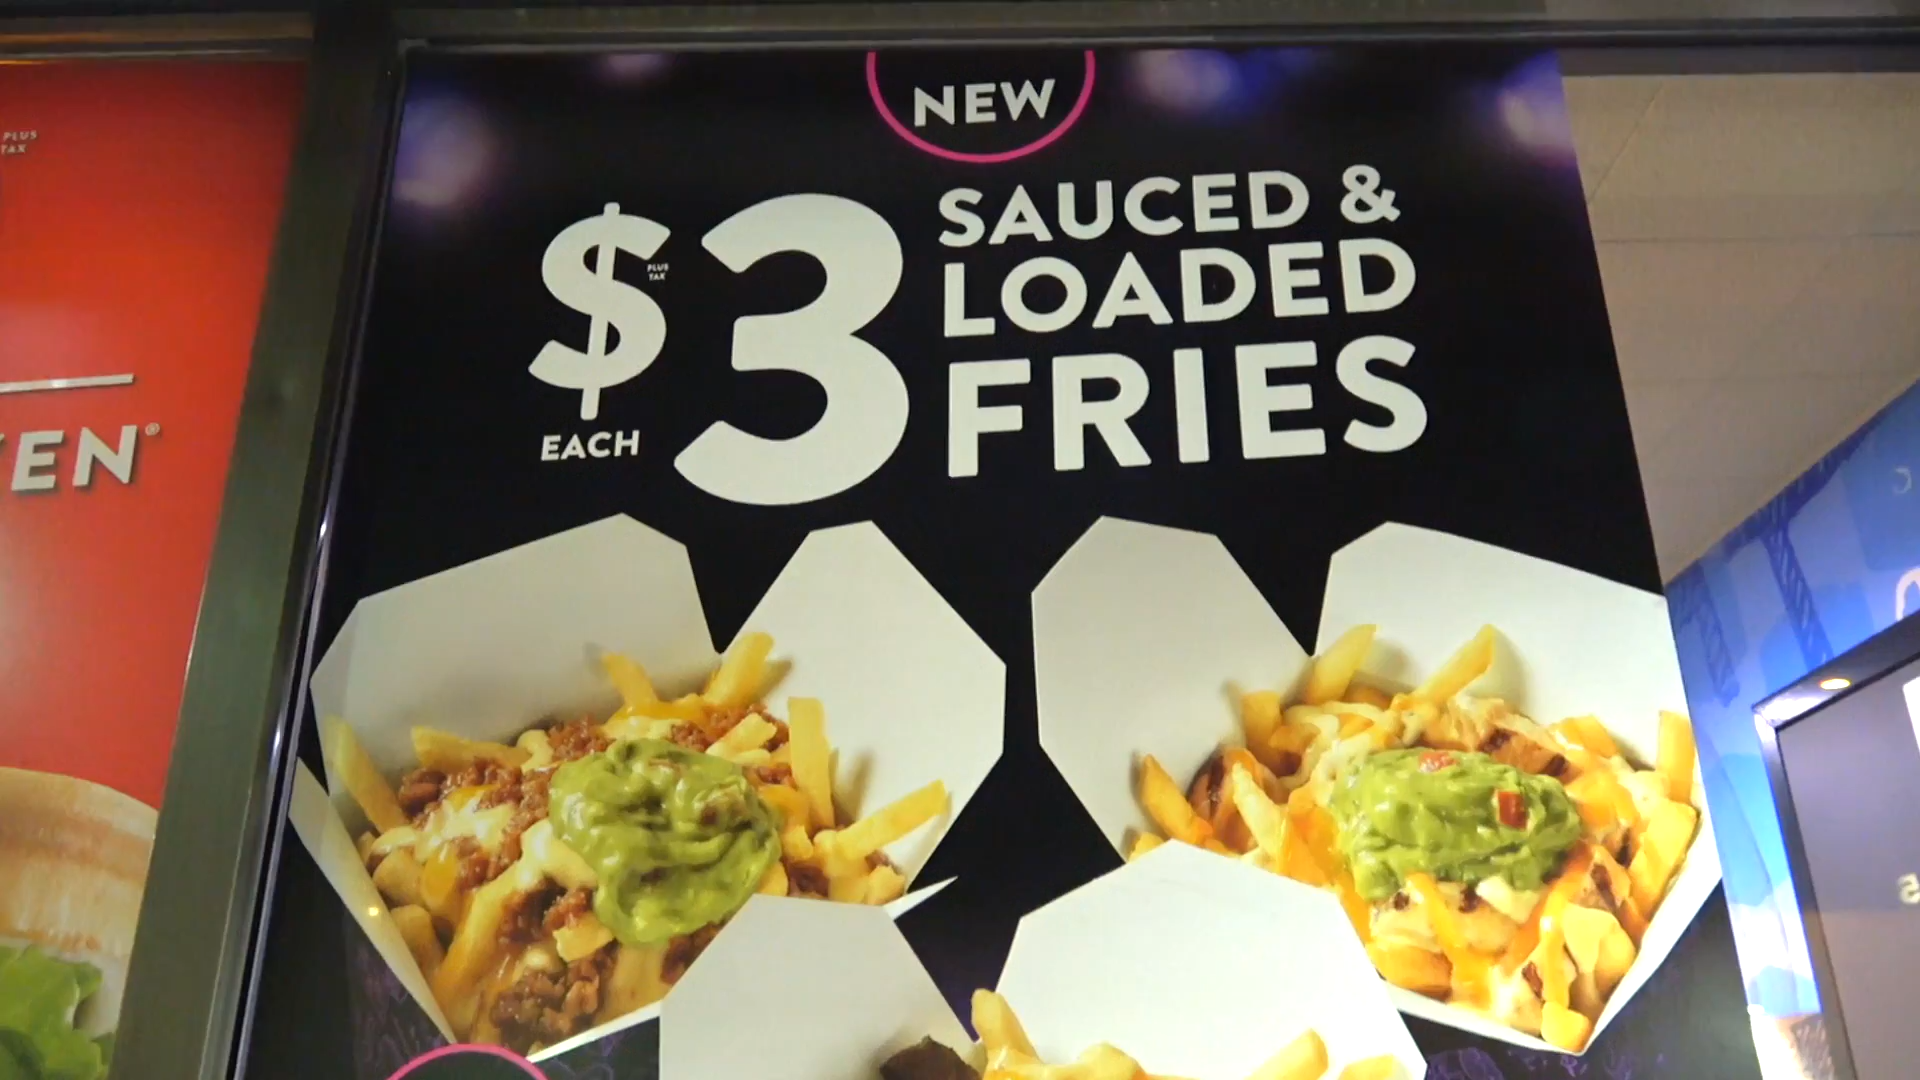 PLUS
TAX
NEW
$3
PLUS
TAX
EACH
SAUCED &
LOADED
FRIES
EN®